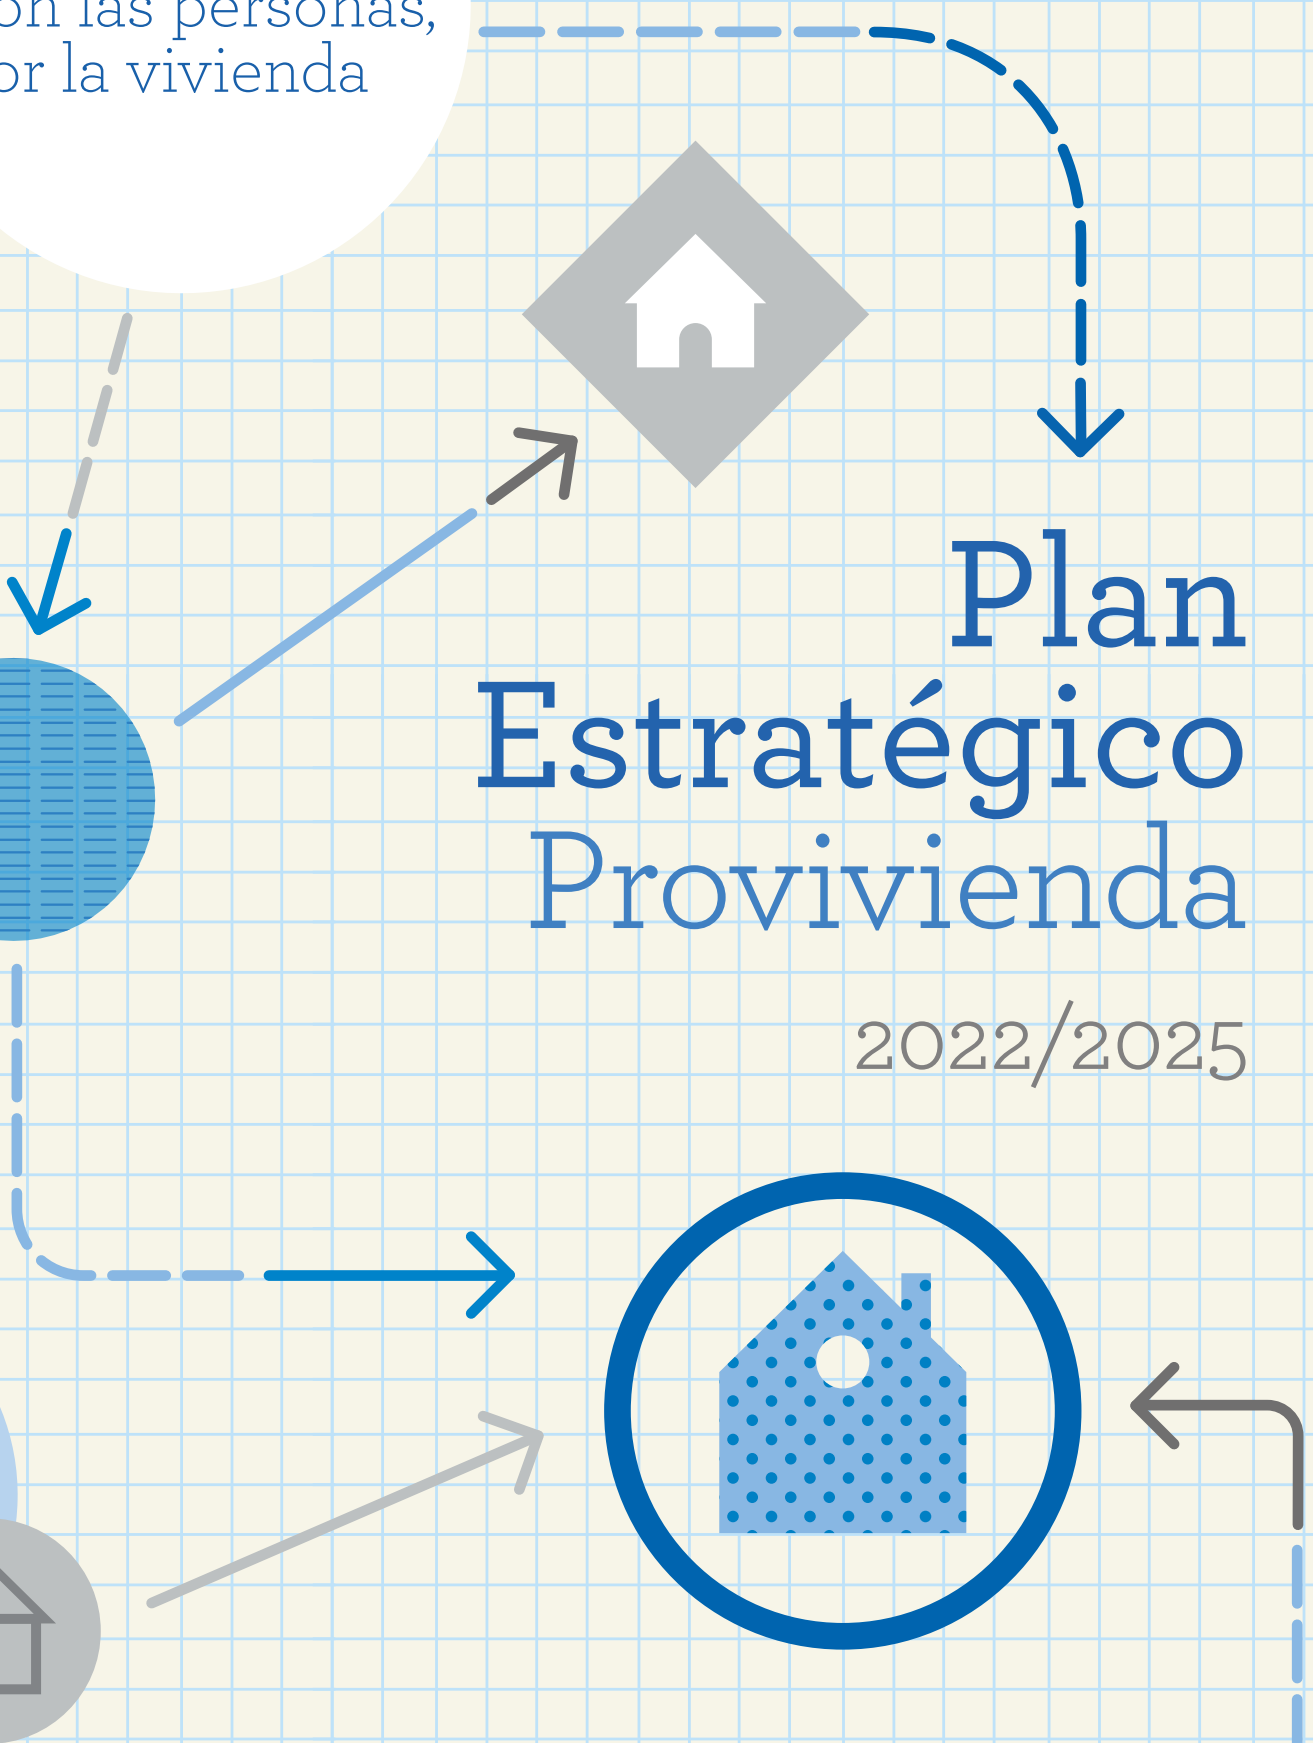 on las personas,
or la vivienda
Plan
Estratégico
Provivienda
2022/2025